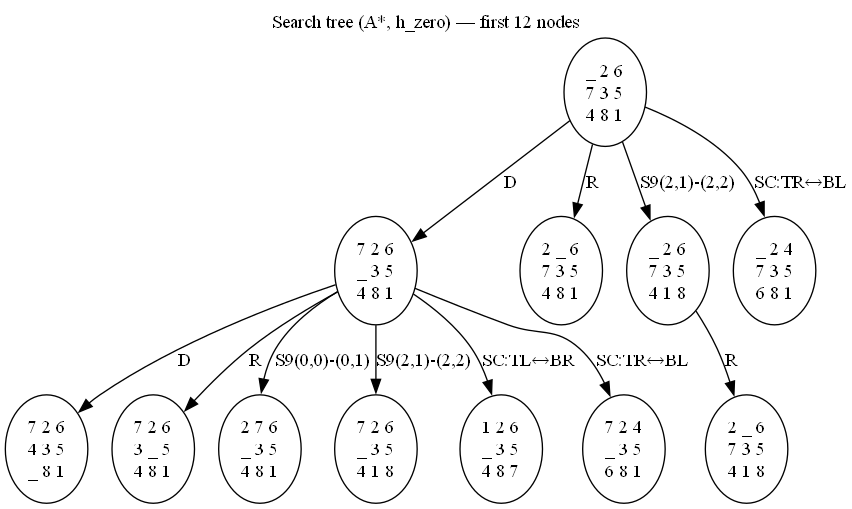 Search tree (A*, h_zero) — first 12 nodes
_ 2 6
7 3 5
4 8 1
D
R
S9(2,1)-(2,2)
SC:TR↔BL
7 2 6
_ 3 5
4 8 1
2 _ 6
7 3 5
4 8 1
_ 2 6
7 3 5
4 1 8
_ 2 4
7 3 5
6 8 1
D
R
S9(0,0)-(0,1)
S9(2,1)-(2,2)
SC:TL↔BR
SC:TR↔BL
R
7 2 6
4 3 5
_ 8 1
7 2 6
3 _ 5
4 8 1
2 7 6
_ 3 5
4 8 1
7 2 6
_ 3 5
4 1 8
1 2 6
_ 3 5
4 8 7
7 2 4
_ 3 5
6 8 1
2 _ 6
7 3 5
4 1 8